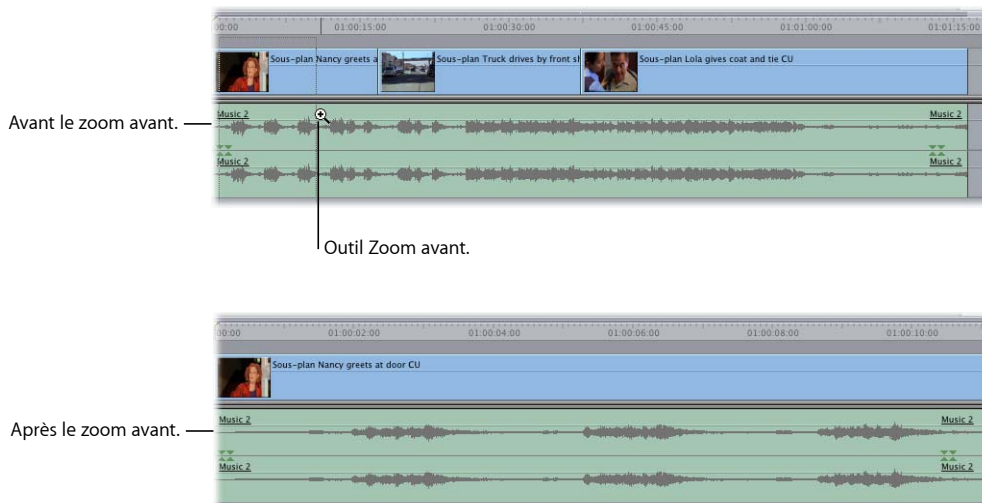 00:00 01:00:15:00 01:00:30:00 01:00:45:00 01:01:00:00 01:01:15:00
Sous-plan Nancy greets a Sous-plan Truck drives by front sh Sous-plan Lola gives coat and tie CU
Music 2 Music 2
Avant le zoom avant.
Music 2 Music 2
Outil Zoom avant.
00:00 01:00:02:00 01:00:04:00 01:00:06:00 01:00:08:00 01:00:10:00
Sous-plan Nancy greets at door CU
Music 2 Music 2
Après le zoom avant.
Music 2 Music 2